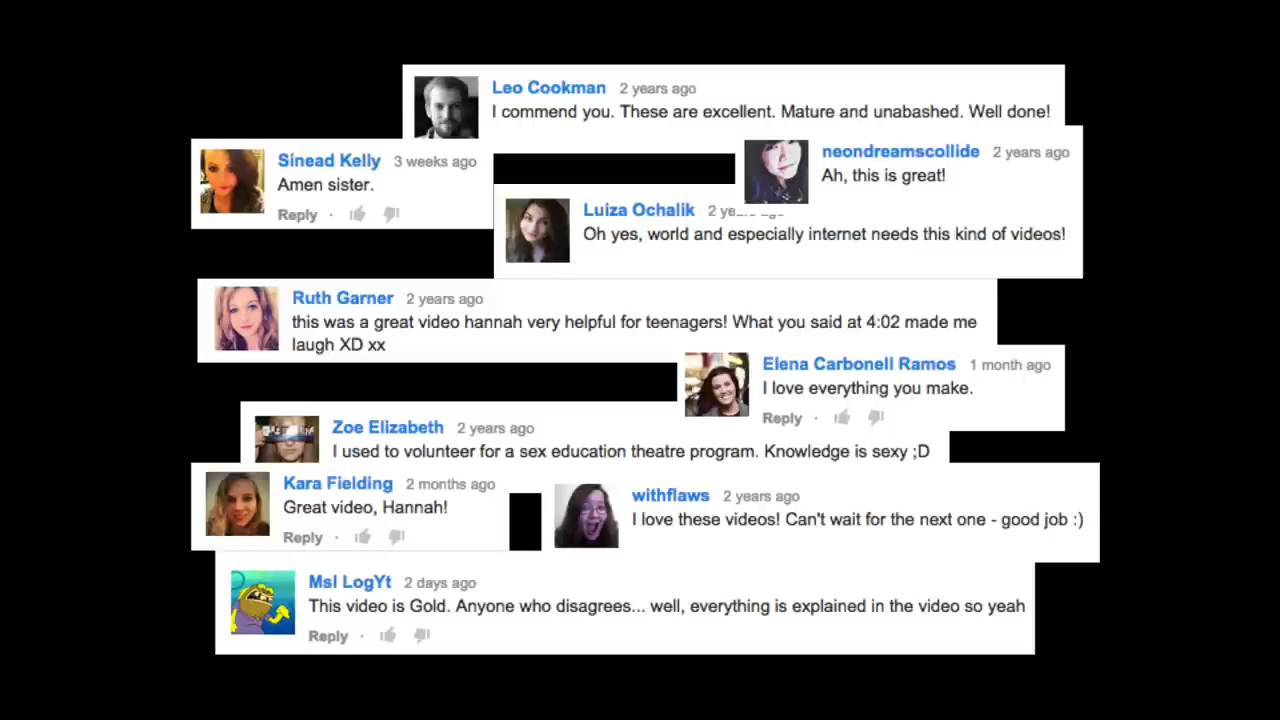 Leo Cookman 2 years ago
I commend you. These are excellent. Mature and unabashed. Well done!
Sinead Kelly 3 weeks ago
Amen sister.
Reply
neondreamscollide 2 years ago
Ah, this is great!
Luiza Ochalik 2
Oh yes, world and especially internet needs this kind of videos!
Ruth Garner 2 years ago
this was a great video hannah very helpful for teenagers! What you said at 4:02 made me
laugh XD xx
Elena Carbonell Ramos 1 month ago
I love everything you make.
Reply
Zoe Elizabeth 2 years ago
I used to volunteer for a sex education theatre program. Knowledge is sexy ;D
Kara Fielding 2 months ago
Great video, Hannah!
Reply
withflaws 2 years ago
I love these videos! Can't wait for the next one - good job :)
Msl LogYt 2 days ago
This video is Gold. Anyone who disagrees... well, everything is explained in the video so yeah
Reply